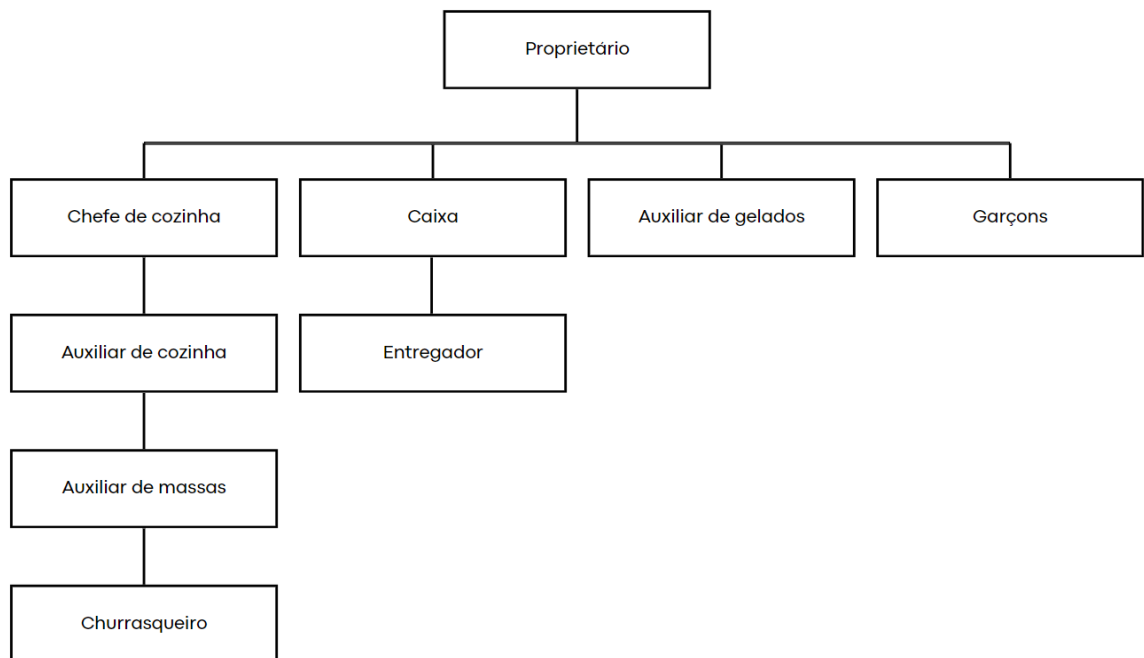 Proprietário
Chefe de cozinha
Caixa
Auxiliar de gelados
Garçons
Auxiliar de cozinha
Entregador
Auxiliar de massas
Churrasqueiro